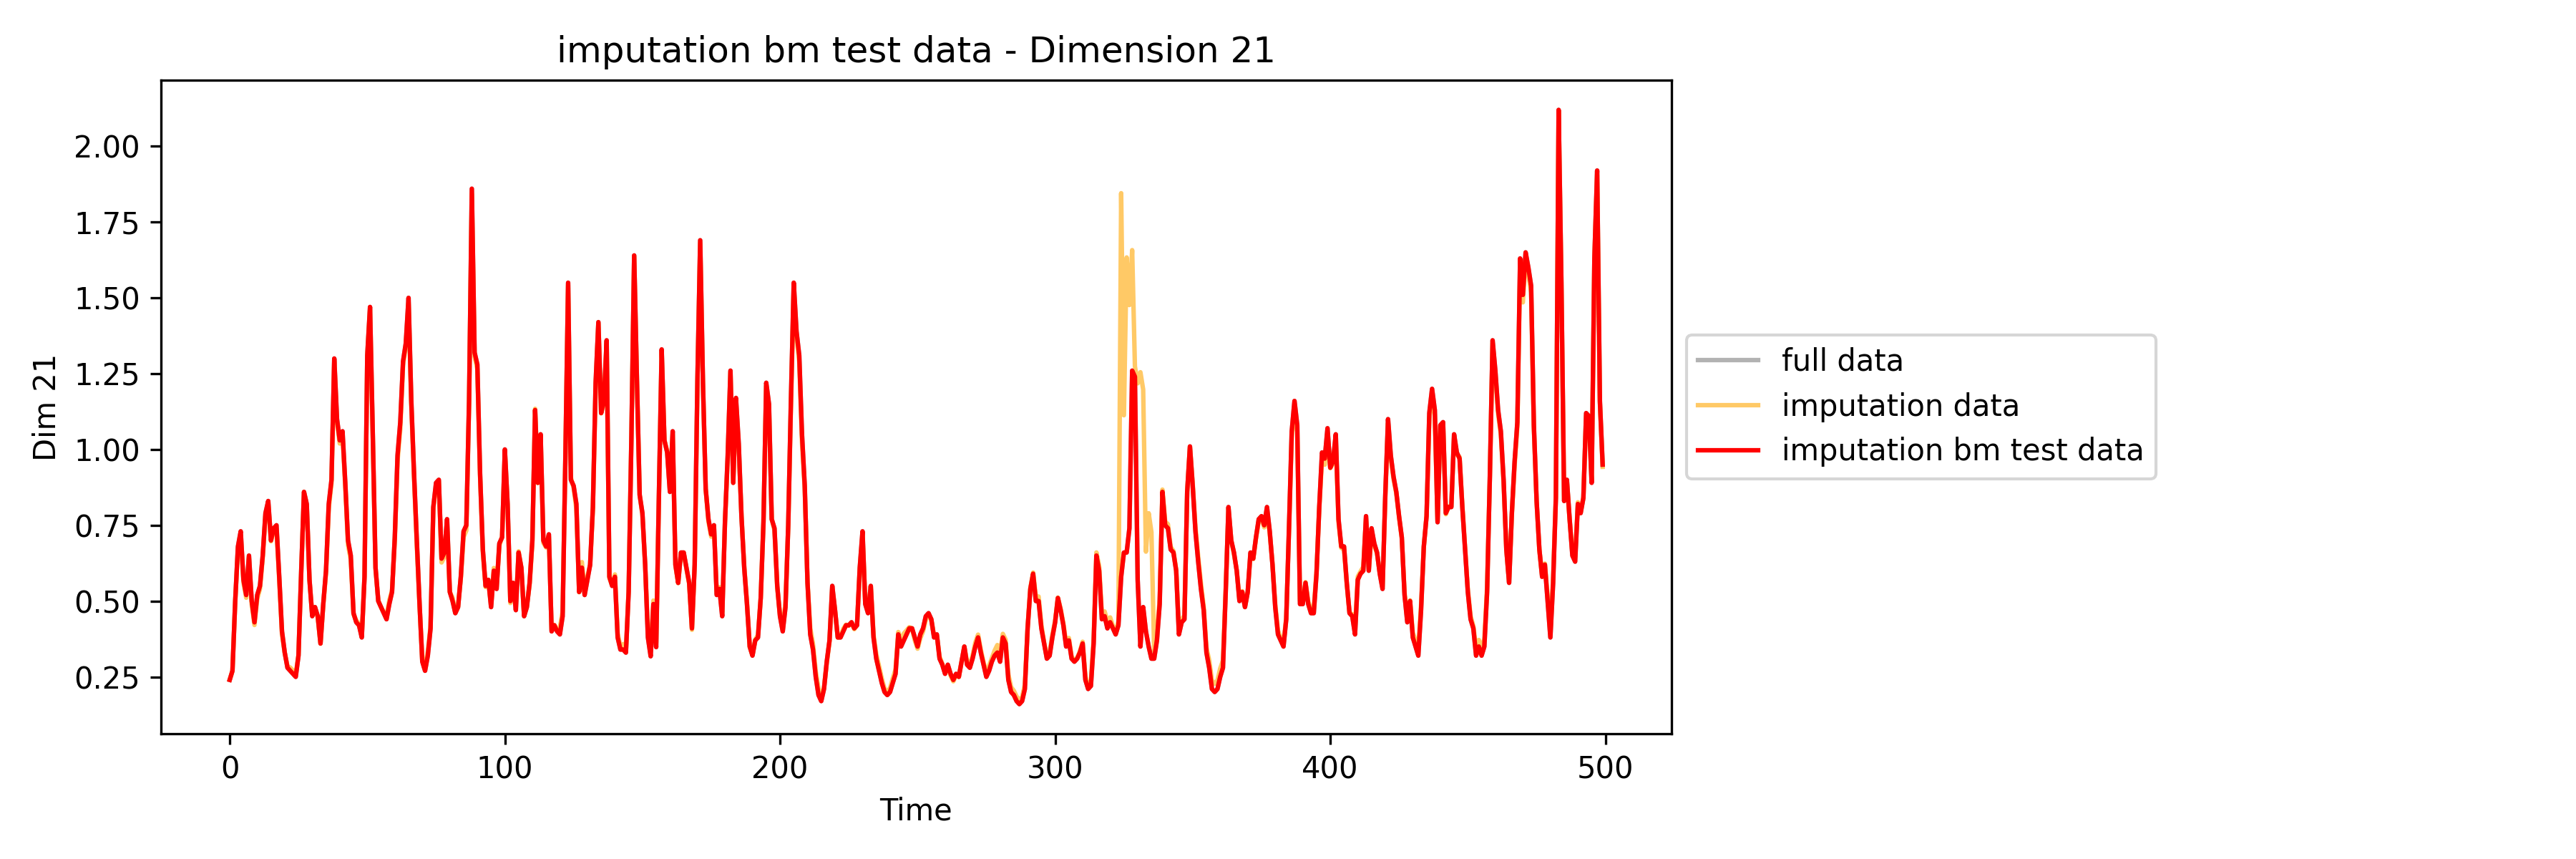 imputation bm test data - Dimension 21
2.00
1.75
1.50
1.25
1.00
0.75
0.50
0.25
Dim 21
0 100 200 300 400 500
Time
full data
imputation data
imputation bm test data